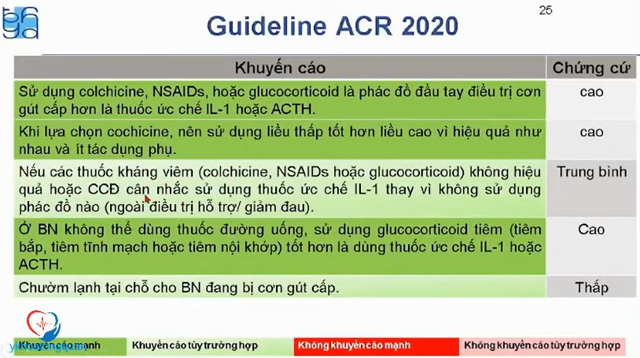 25
Guideline ACR 2020
Khuyến cáo
Chứng cứ
Sử dụng colchicine, NSAIDs, hoặc glucocorticoid là phác đồ đầu tay điều trị cơn
gút cấp hơn là thuốc ức chế IL-1 hoặc ACTH.
cao
Khi lựa chọn cochicine, nên sử dụng liều thấp tốt hơn liều cao vì hiệu quả như
nhau và ít tác dụng phụ.
cao
Nếu các thuốc kháng viêm (colchicine, NSAIDs hoặc glucocorticoid) không hiệu
quả hoặc CCĐ cân nhắc sử dụng thuốc ức chế IL-1 thay vì không sử dụng
phác đồ nào (ngoài điều trị hỗ trợ/ giảm đau).
Trung bình
Ở BN không thể dùng thuốc đường uống, sử dụng glucocorticoid tiêm (tiêm
bắp, tiêm tĩnh mạch hoặc tiêm nội khớp) tốt hơn là dùng thuốc ức chế IL-1 hoặc
ACTH.
Cao
Chườm lạnh tại chỗ cho BN đang bị cơn gút cấp.
Thấp
Khuyến cáo mạnh
Khuyến cáo tùy trường hợp
Không khuyến cáo mạnh
Không khuyến cáo tùy trường hợp